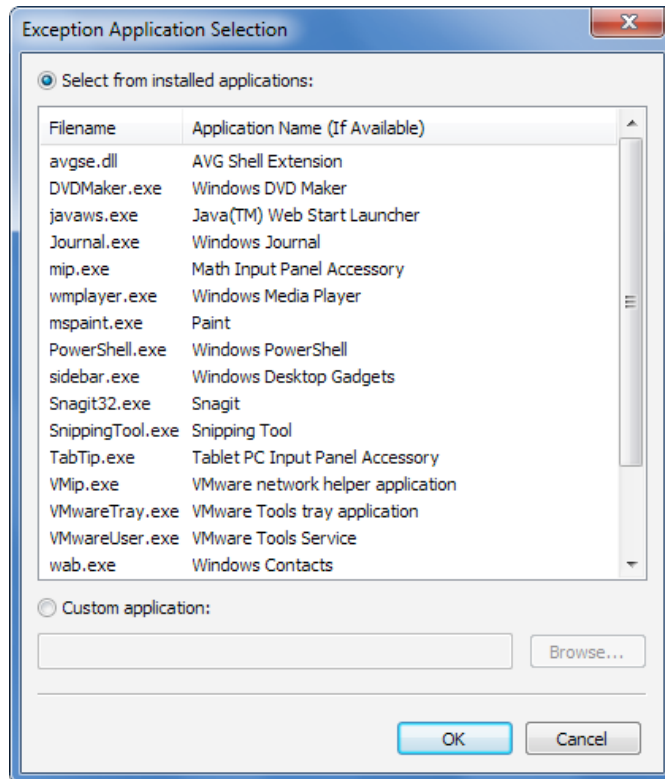 Exception Application Selection
Select from installed applications:
Filename Application Name (If Available)
avgse.dll AVG Shell Extension
DVDMaker.exe Windows DVD Maker
javaws.exe Java(TM) Web Start Launcher
Journal.exe Windows Journal
mip.exe Math Input Panel Accessory
wmplayer.exe Windows Media Player
mspaint.exe Paint
PowerShell.exe Windows PowerShell
sidebar.exe Windows Desktop Gadgets
Snagit32.exe Snagit
SnippingTool.exe Snipping Tool
TabTip.exe Tablet PC Input Panel Accessory
VMip.exe VMware network helper application
VMwareTray.exe VMware Tools tray application
VMwareUser.exe VMware Tools Service
wab.exe Windows Contacts
Custom application:
Browse...
OK Cancel